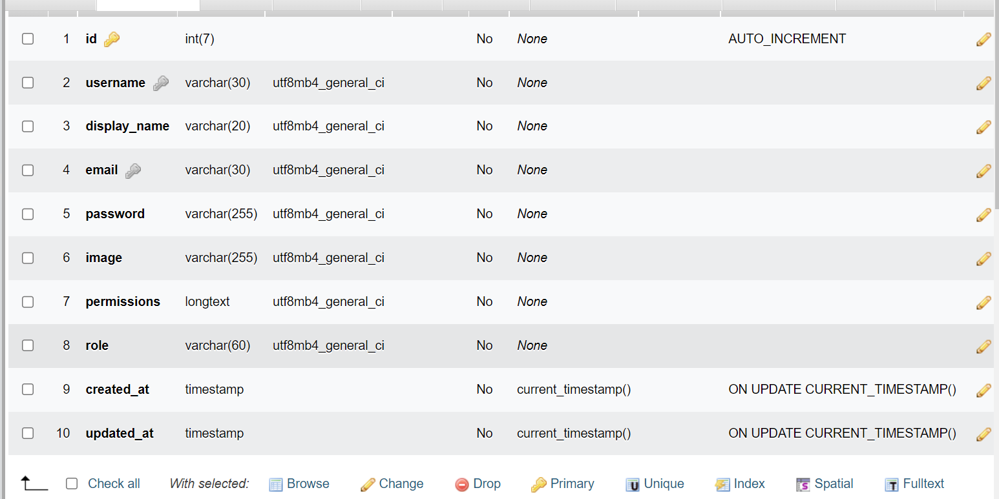 1 id int(7) No None AUTO_INCREMENT
2 username varchar(30) utf8mb4_general_ci No None
3 display_name varchar(20) utf8mb4_general_ci No None
4 email varchar(30) utf8mb4_general_ci No None
5 password varchar(255) utf8mb4_general_ci No None
6 image varchar(255) utf8mb4_general_ci No None
7 permissions longtext utf8mb4_general_ci No None
8 role varchar(60) utf8mb4_general_ci No None
9 created_at timestamp No current_timestamp() ON UPDATE CURRENT_TIMESTAMP()
10 updated_at timestamp No current_timestamp() ON UPDATE CURRENT_TIMESTAMP()
Check all With selected: Browse Change Drop Primary U Unique Index S Spatial T Fulltext